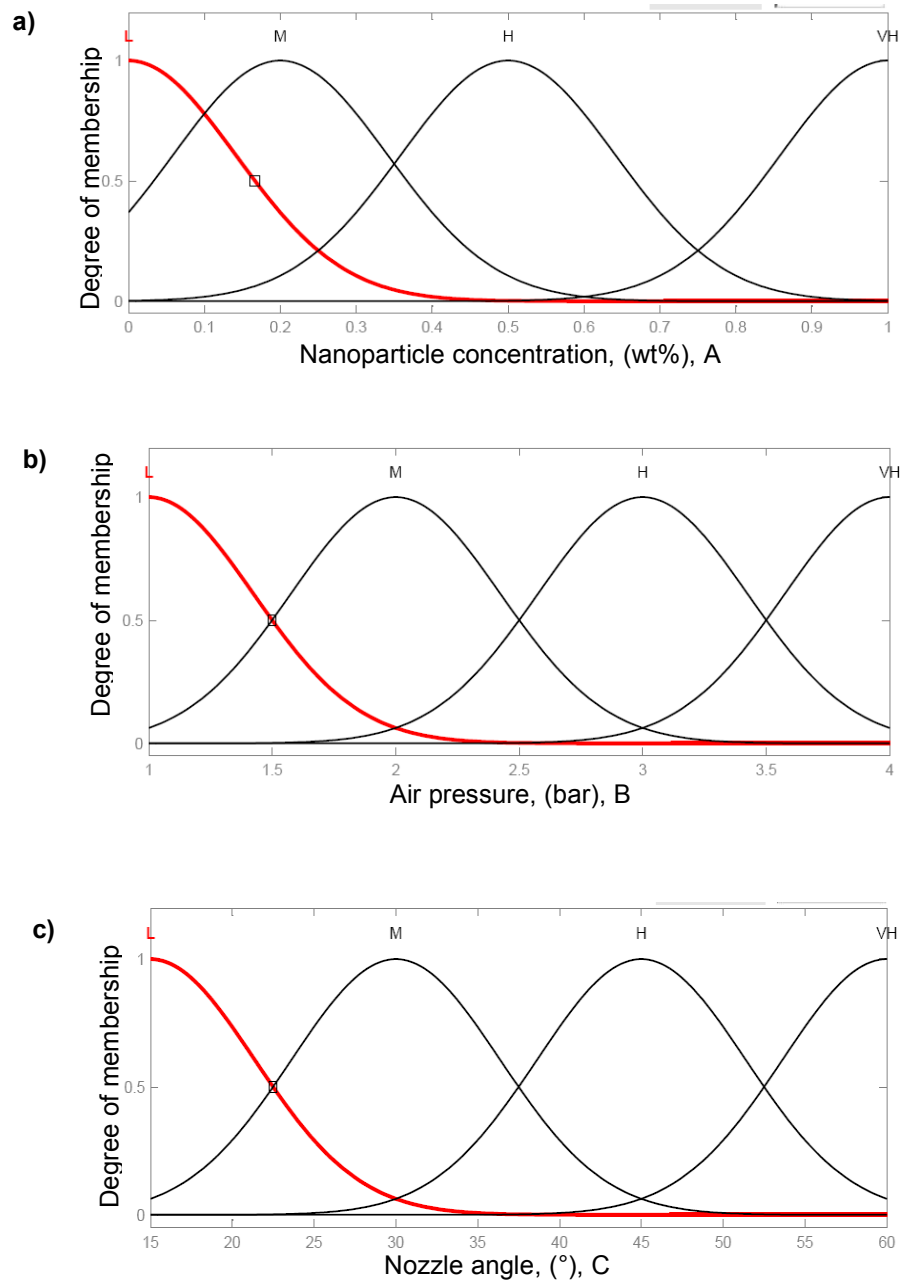 a)
L M H VH
1
0.5
0
Degree of membership
0 0.1 0.2 0.3 0.4 0.5 0.6 0.7 0.8 0.9 1
Nanoparticle concentration, (wt%), A
b)
L M H VH
1
0.5
0
Degree of membership
1 1.5 2 2.5 3 3.5 4
Air pressure, (bar), B
c)
L M H VH
1
0.5
0
Degree of membership
15 20 25 30 35 40 45 50 55 60
Nozzle angle, (°), C